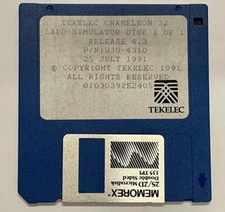 TEKELEC CHAMELEON 32
LAPD SIMULATOR DISK 1 OF 1
RELEASE 4.3
P/N:930-4310
25 JULY 1991
© COPYRIGHT TEKELEC 1991
ALL RIGHTS RESERVED
01030392E2405
TEKELEC
MEMOREX
2S/2D Microdisk
Double Sided
135 TPI